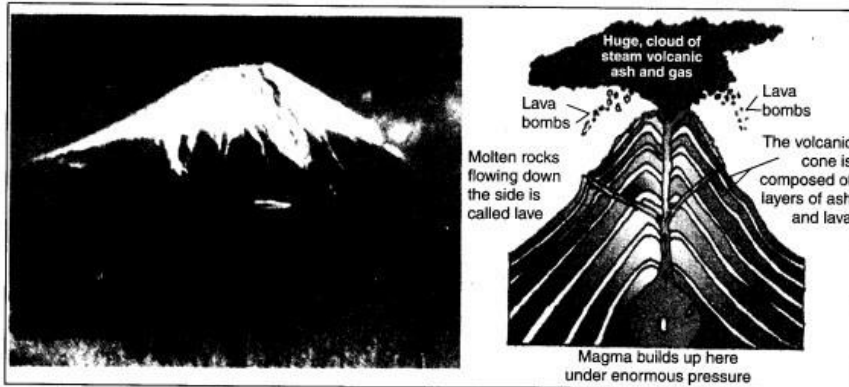 Huge, cloud of
steam volcanic
ash and gas
Lava
bombs
Lava
bombs
Molten rocks
flowing down
the side is
called lave
The volcanic
cone is
composed of
layers of ash
and lava
Magma builds up here
under enormous pressure